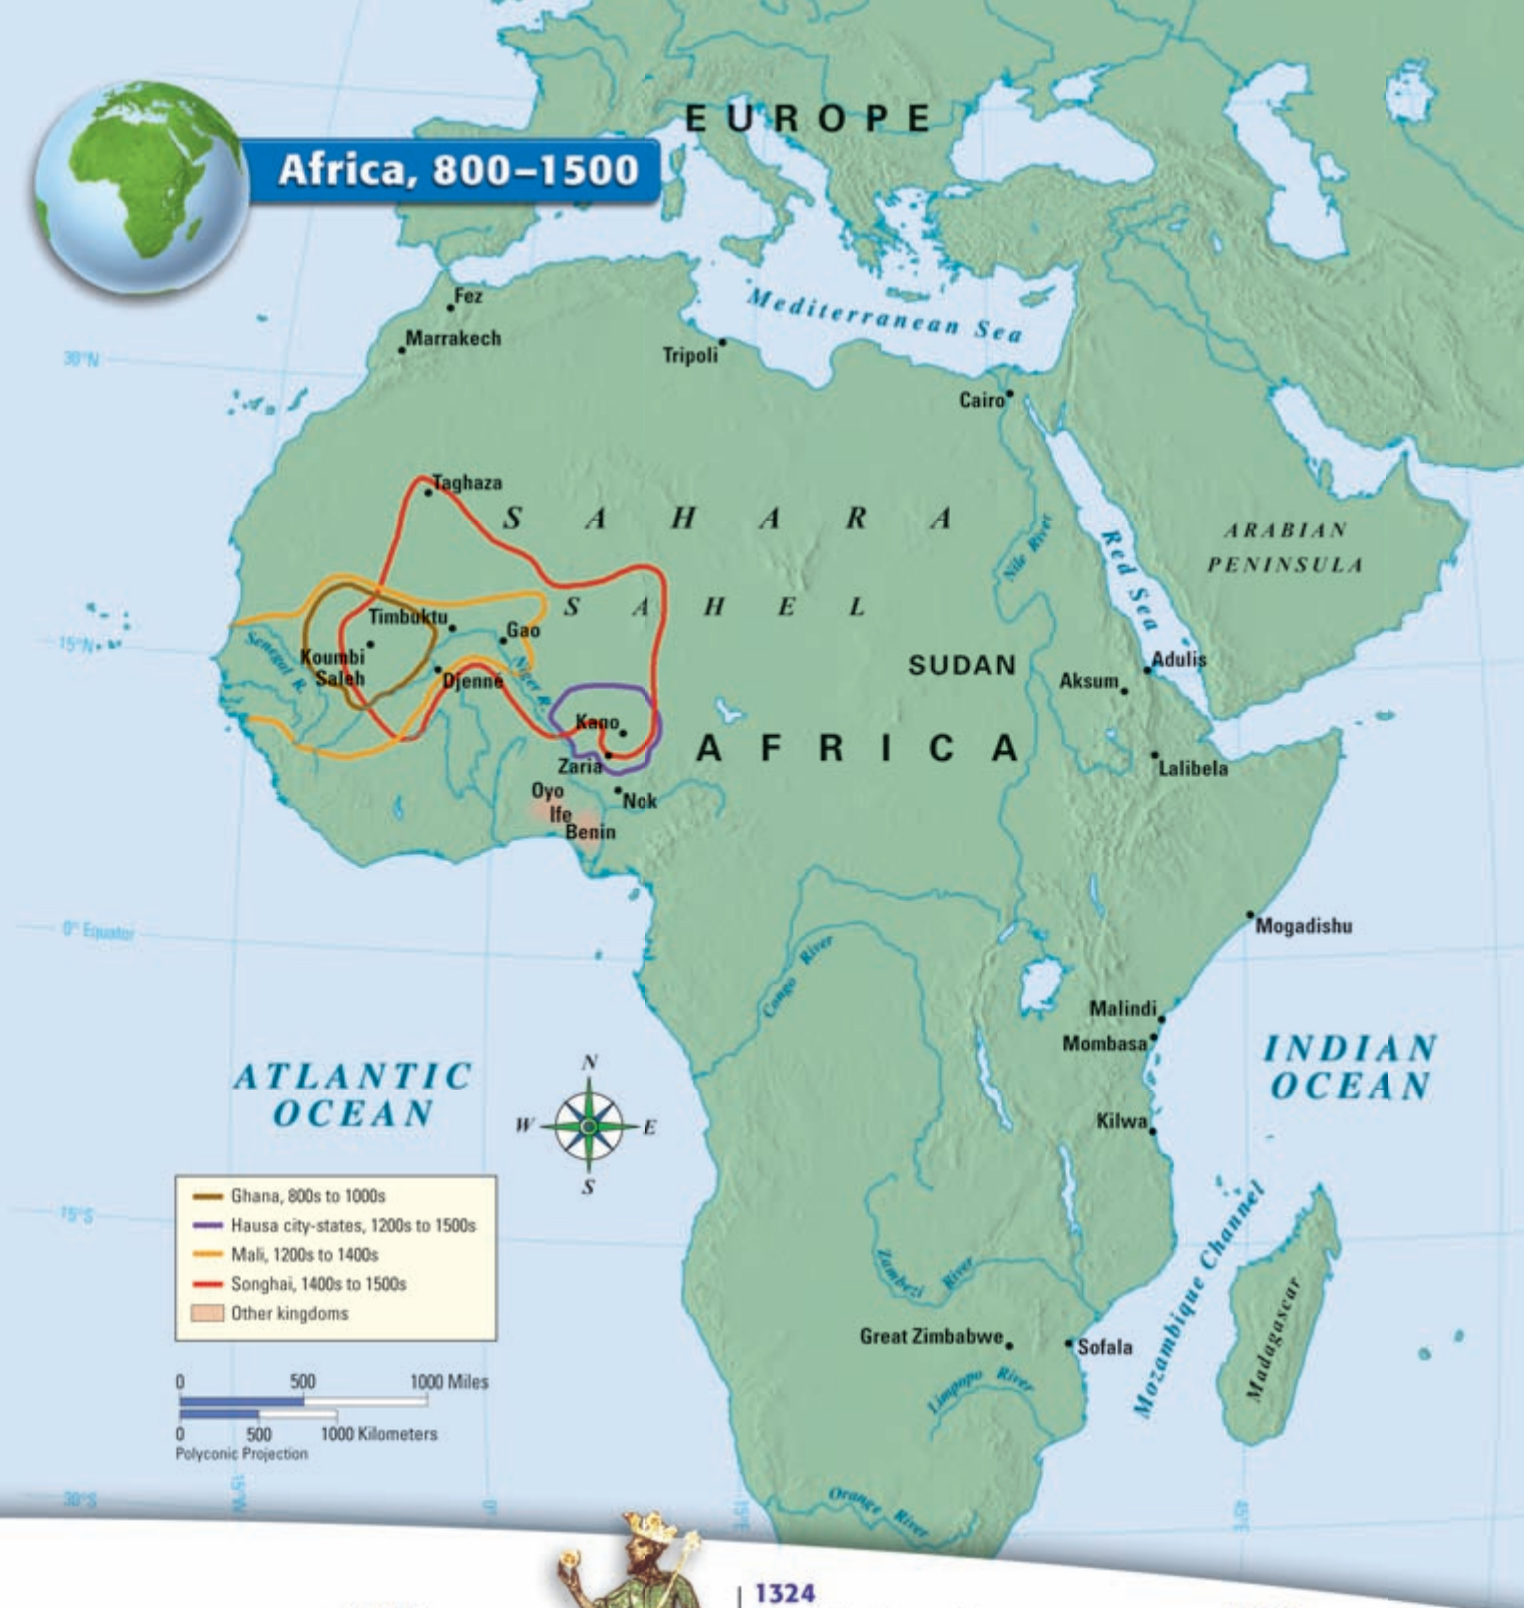 EUROPE
Africa, 800–1500
Fez
Marrakech
Mediterranean Sea
Tripoli
30°N
Cairo
Taghaza
SAHARA
Nile River
Red Sea
ARABIAN
PENINSULA
SAHEL
Timbuktu
Gao
15°N
Senegal R.
Koumbi
Saleh
Djenné
Niger R.
SUDAN
Adulis
Aksum
Kano
AFRICA
Zaria
Lalibela
Oyo
Nok
Ife
Benin
0° Equator
Mogadishu
Congo River
Malindi
Mombasa
ATLANTIC
OCEAN
INDIAN
OCEAN
N
W
E
S
Kilwa
Ghana, 800s to 1000s
Hausa city-states, 1200s to 1500s
Mali, 1200s to 1400s
Songhai, 1400s to 1500s
Other kingdoms
15°S
Zambezi River
Mozambique Channel
Madagascar
Great Zimbabwe
Sofala
Limpopo River
0 500 1000 Miles
0 500 1000 Kilometers
Polyconic Projection
30°S
15°W
0°
15°E
45°E
Orange River
1324